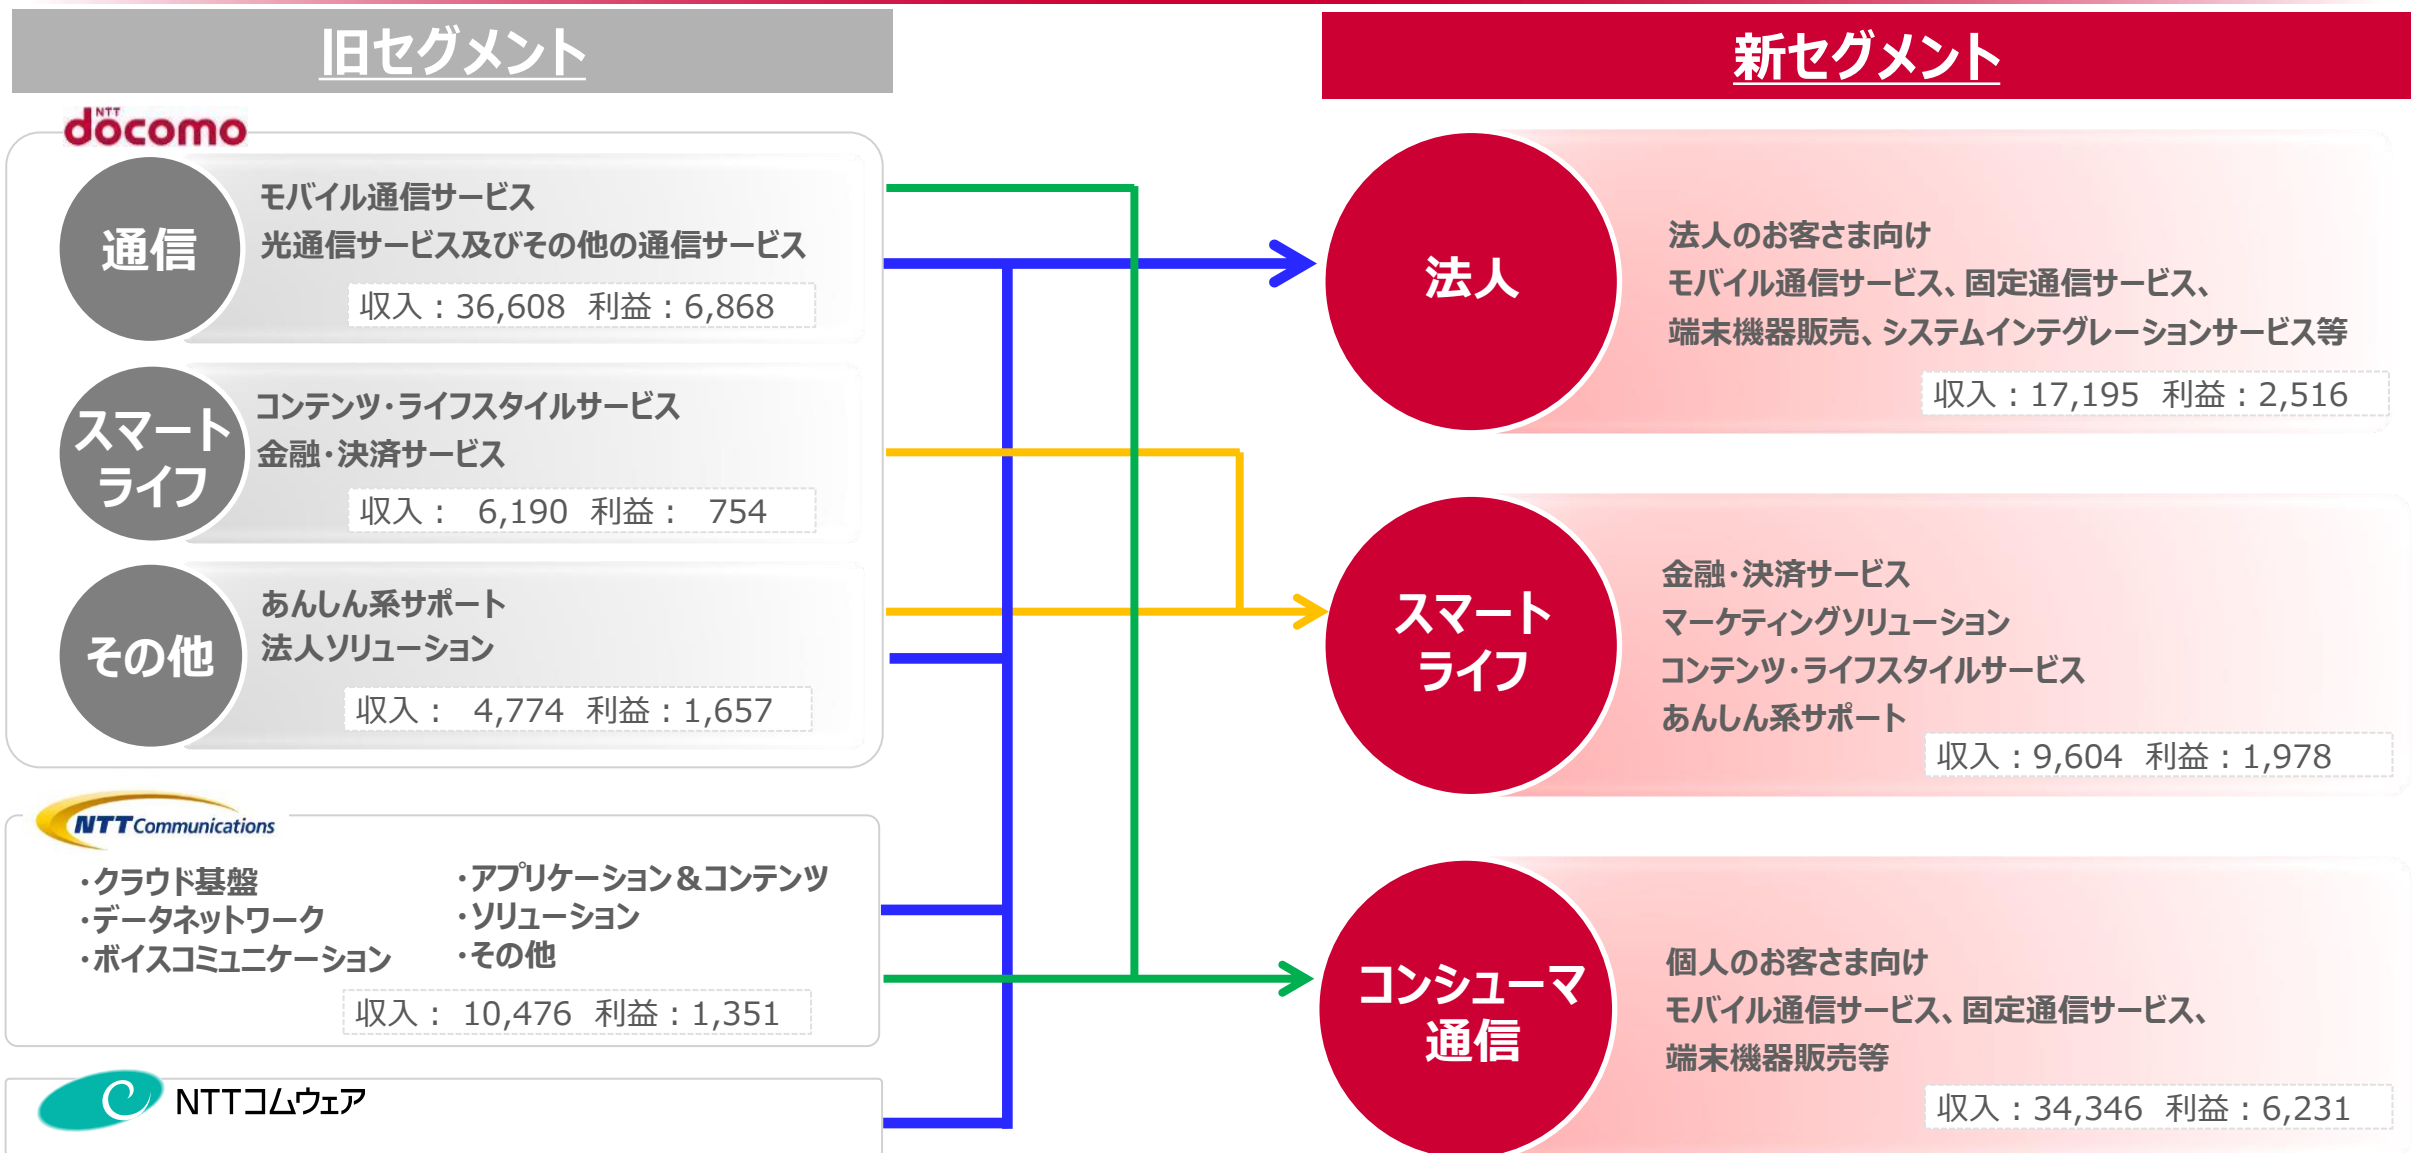 旧セグメント
新セグメント
NTT
docomo
通信
モバイル通信サービス
光通信サービス及びその他の通信サービス
収入：36,608 利益：6,868
スマート
ライフ
コンテンツ・ライフスタイルサービス
金融・決済サービス
収入： 6,190 利益： 754
その他
あんしん系サポート
法人ソリューション
収入： 4,774 利益：1,657
NTT Communications
・クラウド基盤
・データネットワーク
・ボイスコミュニケーション
・アプリケーション＆コンテンツ
・ソリューション
・その他
収入： 10,476 利益：1,351
NTTコムウェア
法人
法人のお客さま向け
モバイル通信サービス、固定通信サービス、
端末機器販売、システムインテグレーションサービス等
収入：17,195 利益：2,516
スマート
ライフ
金融・決済サービス
マーケティングソリューション
コンテンツ・ライフスタイルサービス
あんしん系サポート
収入：9,604 利益：1,978
コンシューマ
通信
個人のお客さま向け
モバイル通信サービス、固定通信サービス、
端末機器販売等
収入：34,346 利益：6,231